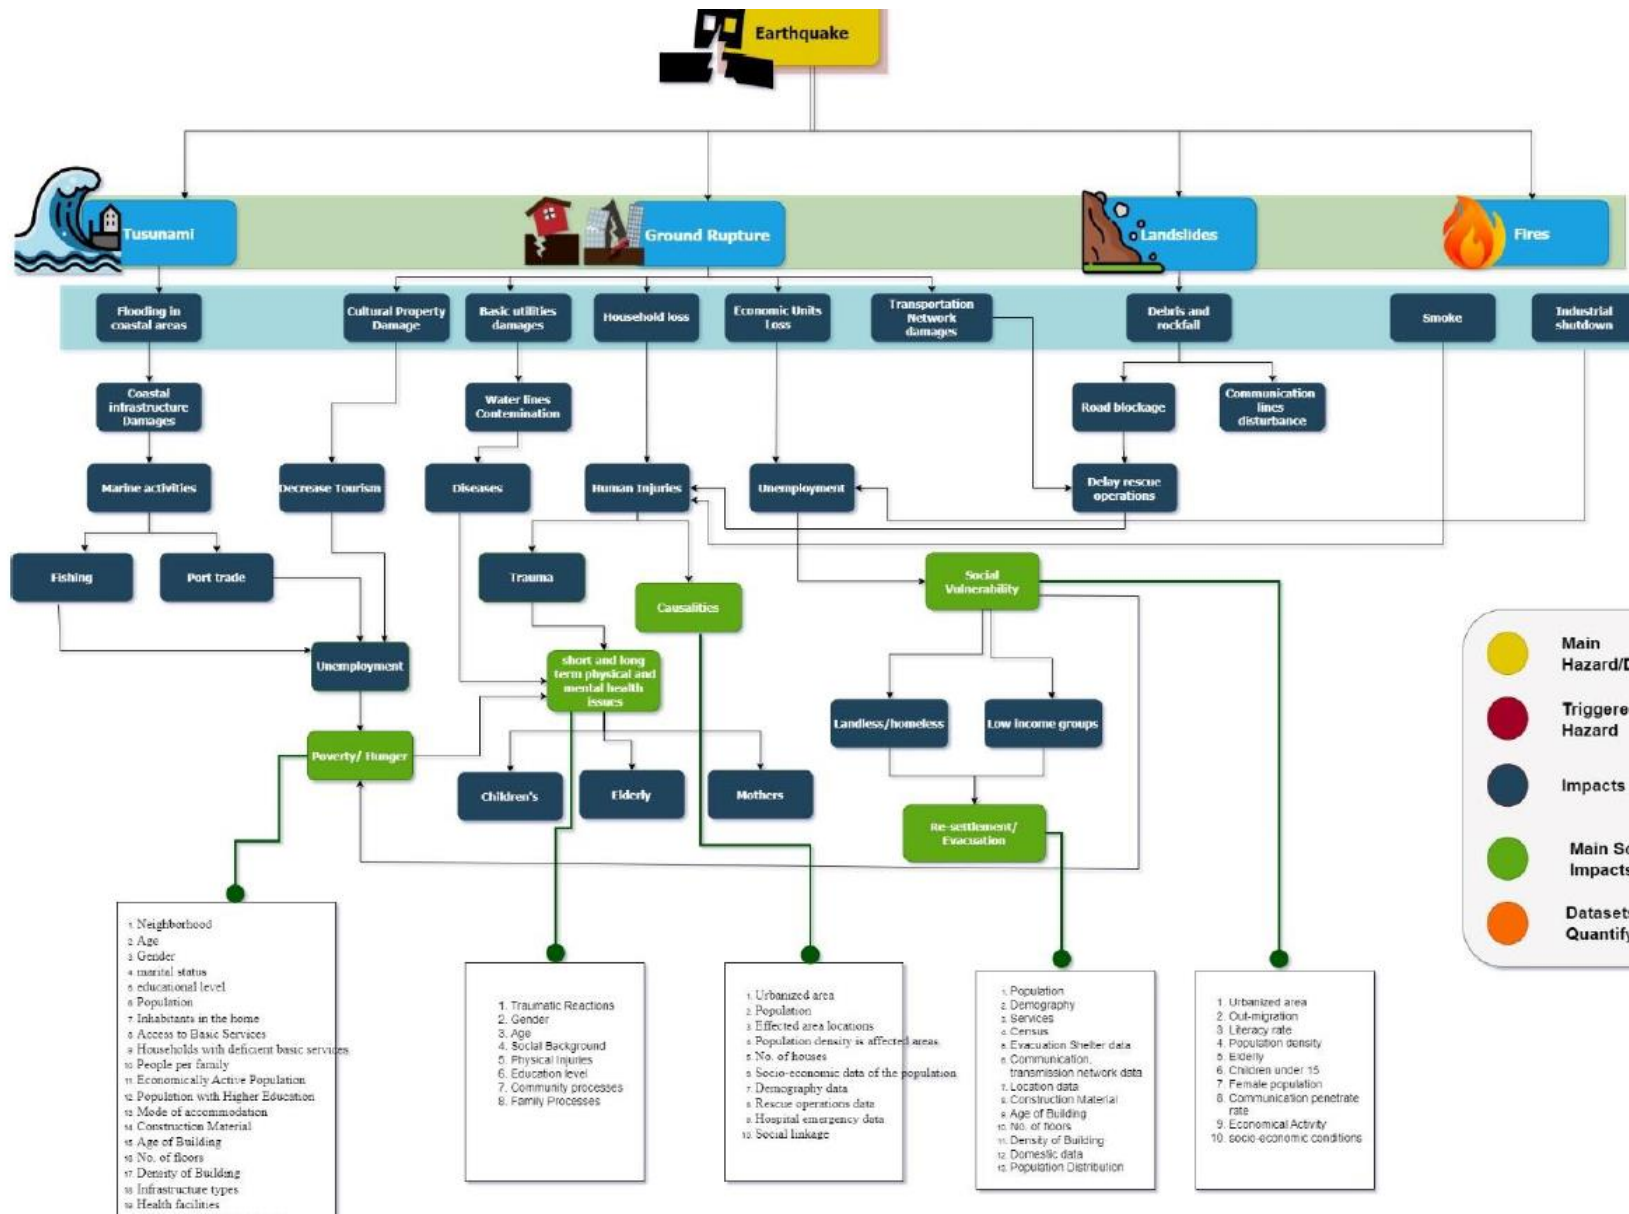 Earthquake
Tusunami
Ground Rupture
Landslides
Fires
Flooding in
coastal areas
Cultural Property
Damage
Basic utilities
damages
Household loss
Economic Units
Loss
Transportation
Network
damages
Debris and
rockfall
Smoke
Industrial
shutdown
Coastal
infrastructure
Damages
Water lines
Contemination
Road blockage
Communication
lines
disturbance
Marine activities
Decrease Tourism
Diseases
Human Injuries
Unemployment
Delay rescue
operations
Fishing
Port trade
Trauma
Causalities
Social
Vulnerability
Unemployment
short and long
term physical and
mental health
issues
Landless/homeless
Low income groups
Poverty/ Hunger
Children's
Elderly
Mothers
Re-settlement/
Evacuation
Main
Hazard/D
Triggere
Hazard
Impacts
Main So
Impacts
Datasets
Quantify
1. Neighborhood
2. Age
3. Gender
4. marital status
5. educational level
6. Population
7. Inhabitants in the home
8. Access to Basic Services
9. Households with deficient basic services
10. People per family
11. Economically Active Population
12. Population with Higher Education
13. Mode of accommodation
14. Construction Material
15. Age of Building
16. No. of floors
17. Density of Building
18. Infrastructure types
19. Health facilities
1. Traumatic Reactions
2. Gender
3. Age
4. Social Background
5. Physical Injuries
6. Education level
7. Community processes
8. Family Processes
1. Urbanized area
2. Population
3. Effected area locations
4. Population density is affected areas.
5. No. of houses
6. Socio-economic data of the population
7. Demography data
8. Rescue operations data
9. Hospital emergency data
10. Social linkage
1. Population
2. Demography
3. Services
4. Census
5. Evacuation Shelter data
6. Communication,
transmission network data
7. Location data
8. Construction Material
9. Age of Building
10. No. of floors
11. Density of Building
12. Domestic data
13. Population Distribution
1. Urbanized area
2. Out-migration
3. Literacy rate
4. Population density
5. Elderly
6. Children under 15
7. Female population
8. Communication penetrate
rate
9. Economical Activity
10. socio-economic conditions